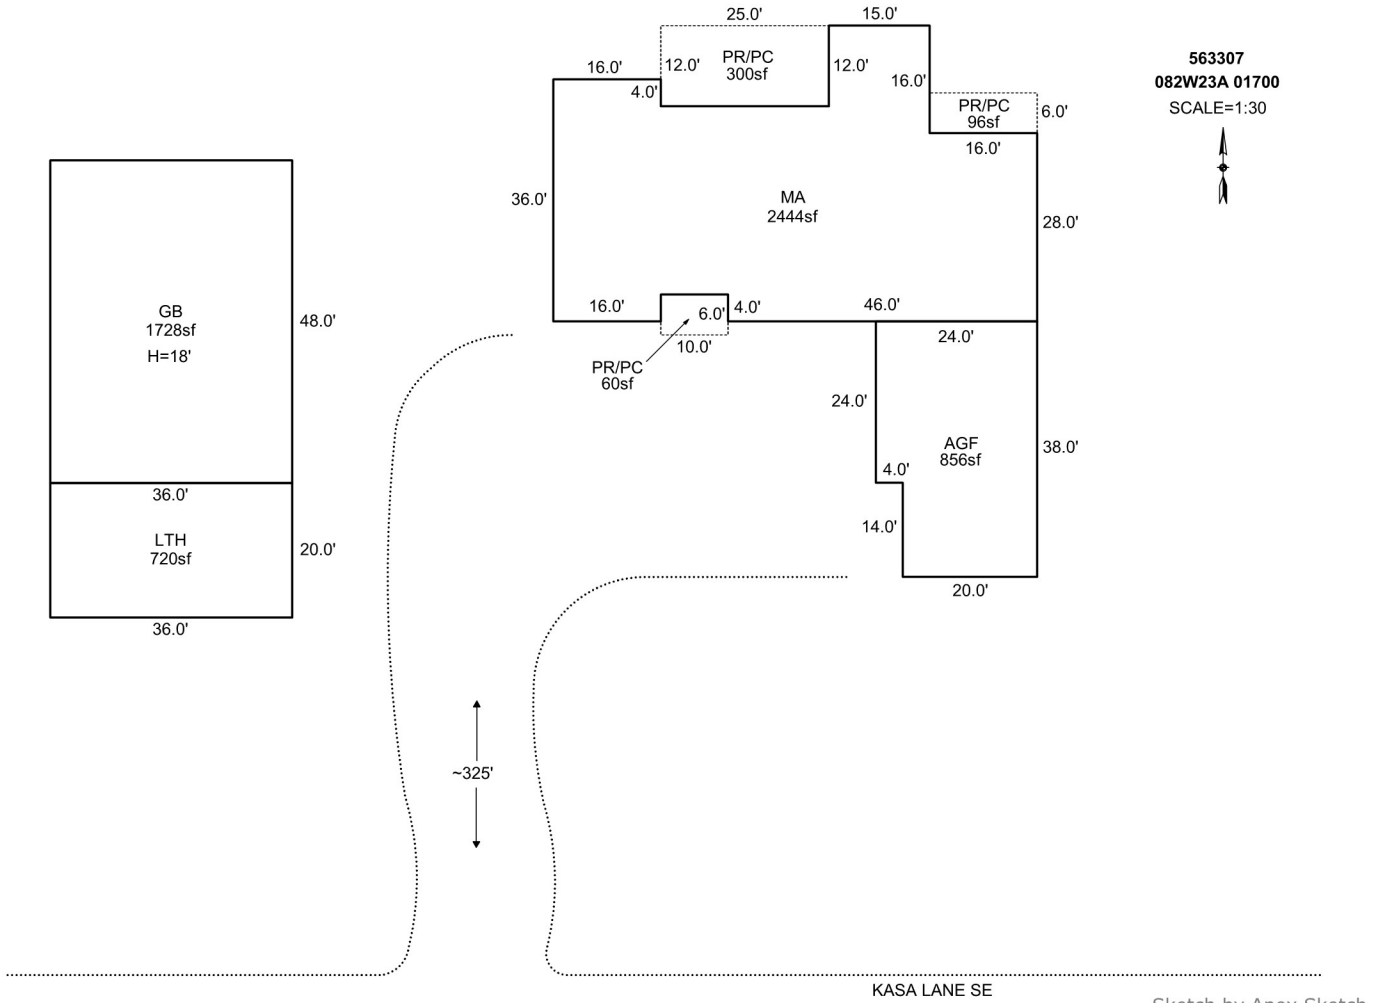 25.0'
15.0'
PR/PC
300sf
12.0'
12.0'
16.0'
4.0'
16.0'
PR/PC
96sf
6.0'
16.0'
563307
082W23A 01700
SCALE=1:30
36.0'
MA
2444sf
28.0'
GB
1728sf
H=18'
48.0'
16.0'
6.0'
4.0'
46.0'
10.0'
24.0'
PR/PC
60sf
24.0'
AGF
856sf
38.0'
4.0'
14.0'
20.0'
36.0'
LTH
720sf
20.0'
36.0'
~325'
KASA LANE SE
Sketch by Apex Sketch